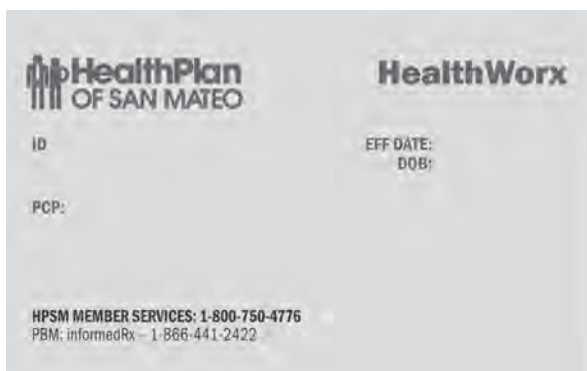 HealthPlan
OF SAN MATEO
HealthWorx
ID
EFF DATE:
DOB:
PCP:
HPSM MEMBER SERVICES: 1-800-750-4776
PBM: informedRx – 1-866-441-2422